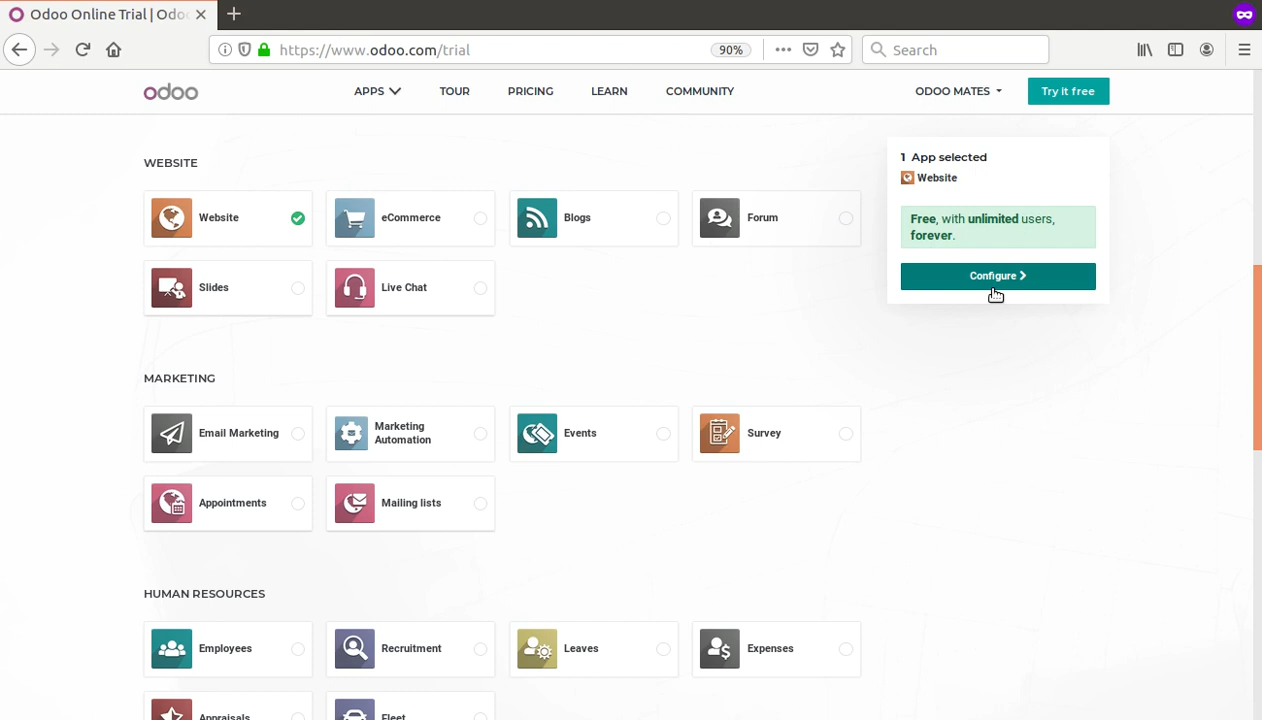 Odoo Online Trial | Odoo
https://www.odoo.com/trial
90%
Search
odoo
APPS
TOUR
PRICING
LEARN
COMMUNITY
ODOO MATES
Try it free
WEBSITE
Website
eCommerce
Blogs
Forum
Slides
Live Chat
1 App selected
Website
Free, with unlimited users,
forever.
Configure
MARKETING
Email Marketing
Marketing
Automation
Events
Survey
Appointments
Mailing lists
HUMAN RESOURCES
Employees
Recruitment
Leaves
Expenses
Appraisals
Fleet